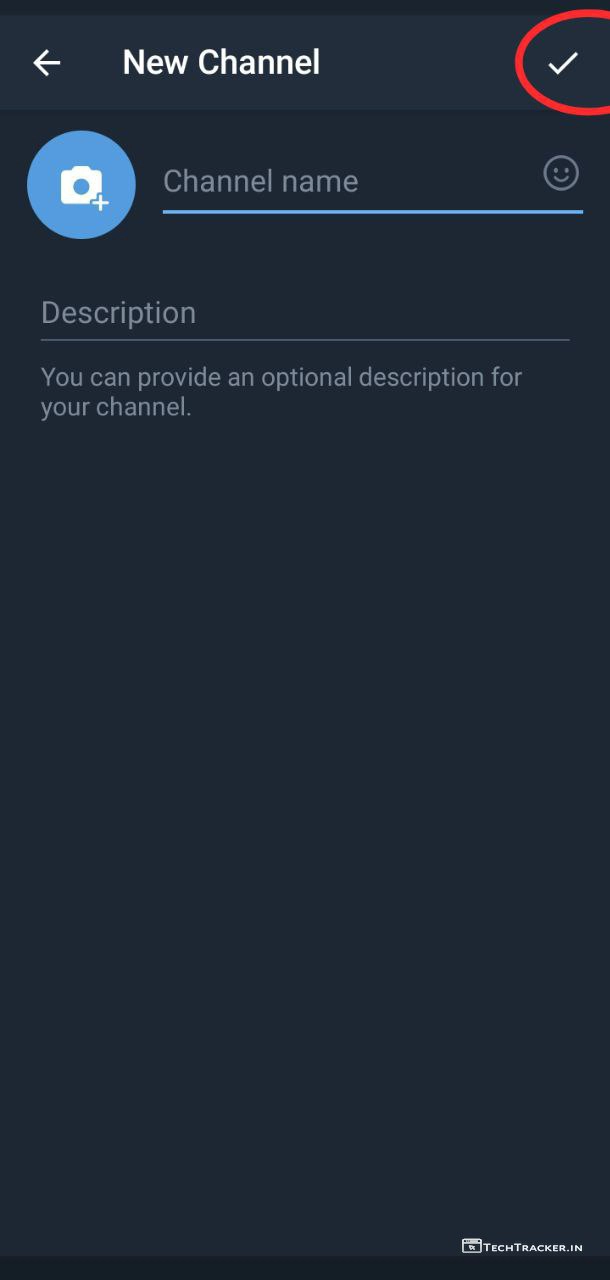 New Channel
Channel name
Description
You can provide an optional description for
your channel.
TechTracker.in